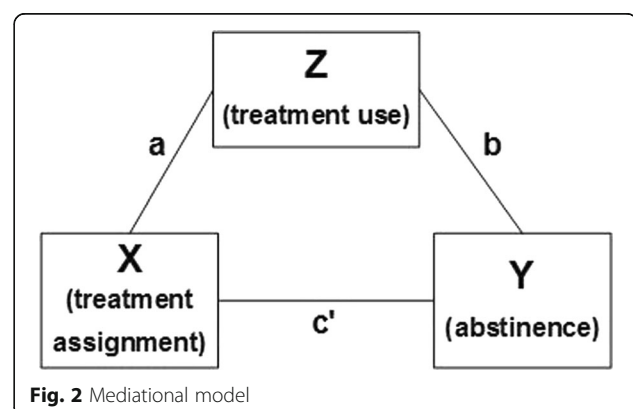 Z
(treatment use)
a
b
X
(treatment
assignment)
c'
Y
(abstinence)
Fig. 2 Mediational model